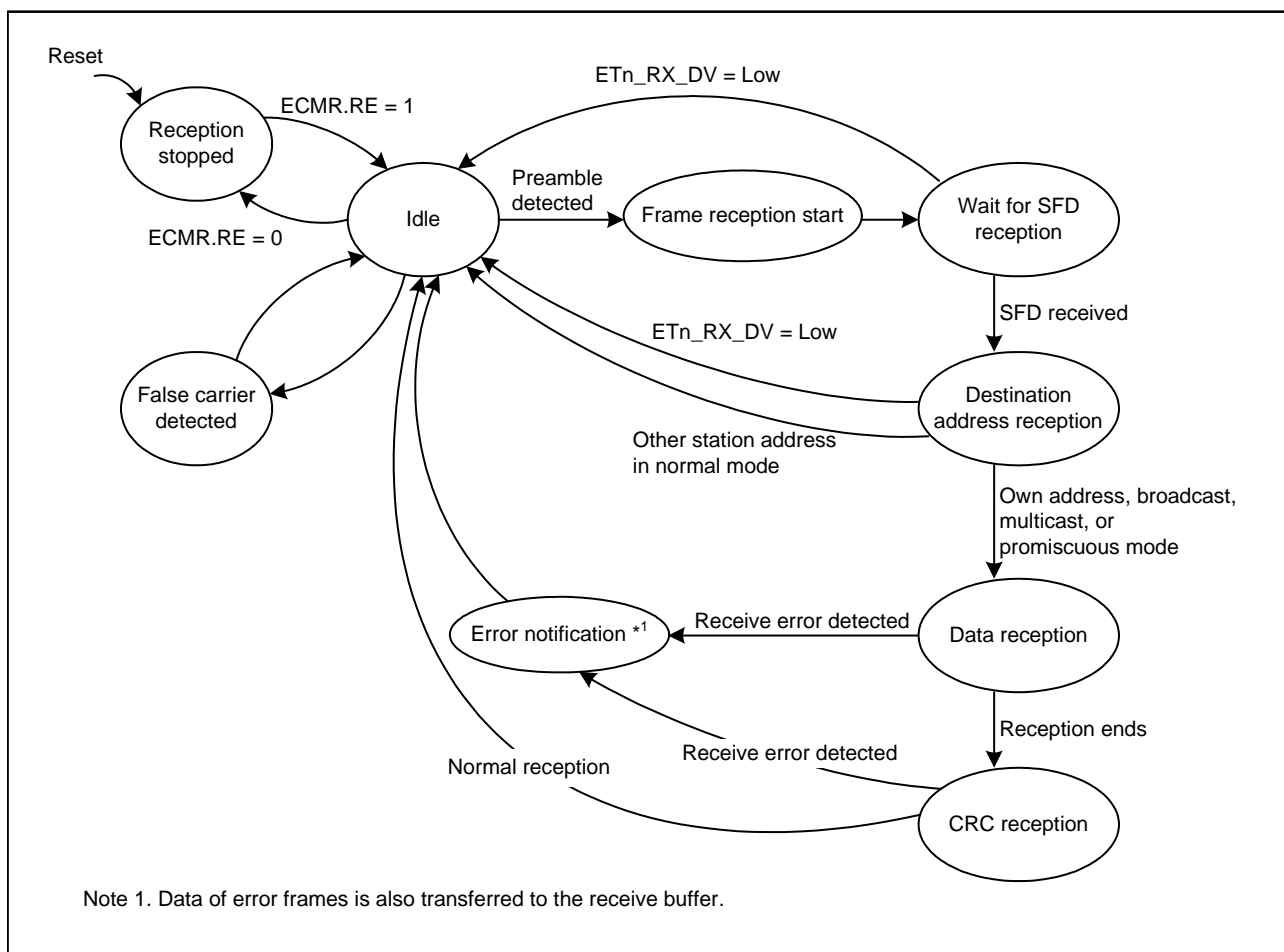 Reset
ETn_RX_DV = Low
ECMR.RE = 1
Reception
stopped
Preamble
detected
Idle
Frame reception start
Wait for SFD
reception
ECMR.RE = 0
SFD received
ETn_RX_DV = Low
False carrier
detected
Destination
address reception
Other station address
in normal mode
Own address, broadcast,
multicast, or
promiscuous mode
Error notification *1
Receive error detected
Data reception
Reception ends
Receive error detected
Normal reception
CRC reception
Note 1. Data of error frames is also transferred to the receive buffer.